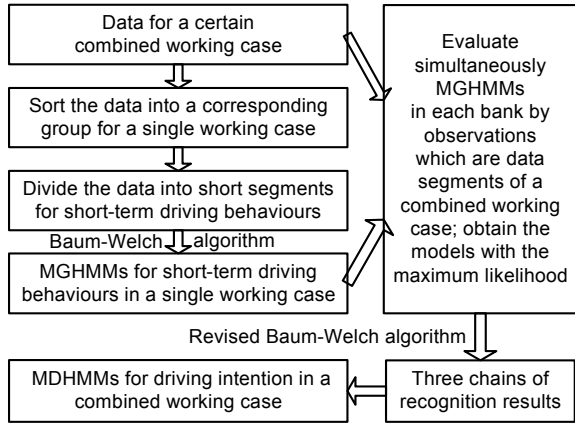 Data for a certain
combined working case
Sort the data into a corresponding
group for a single working case
Divide the data into short segments
for short-term driving behaviours
Baum-Welch algorithm
MGHMMs for short-term driving
behaviours in a single working case
Evaluate
simultaneously
MGHMMs
in each bank by
observations
which are data
segments of a
combined working
case; obtain the
models with the
maximum likelihood
Revised Baum-Welch algorithm
Three chains of
recognition results
MDHMMs for driving intention in a
combined working case